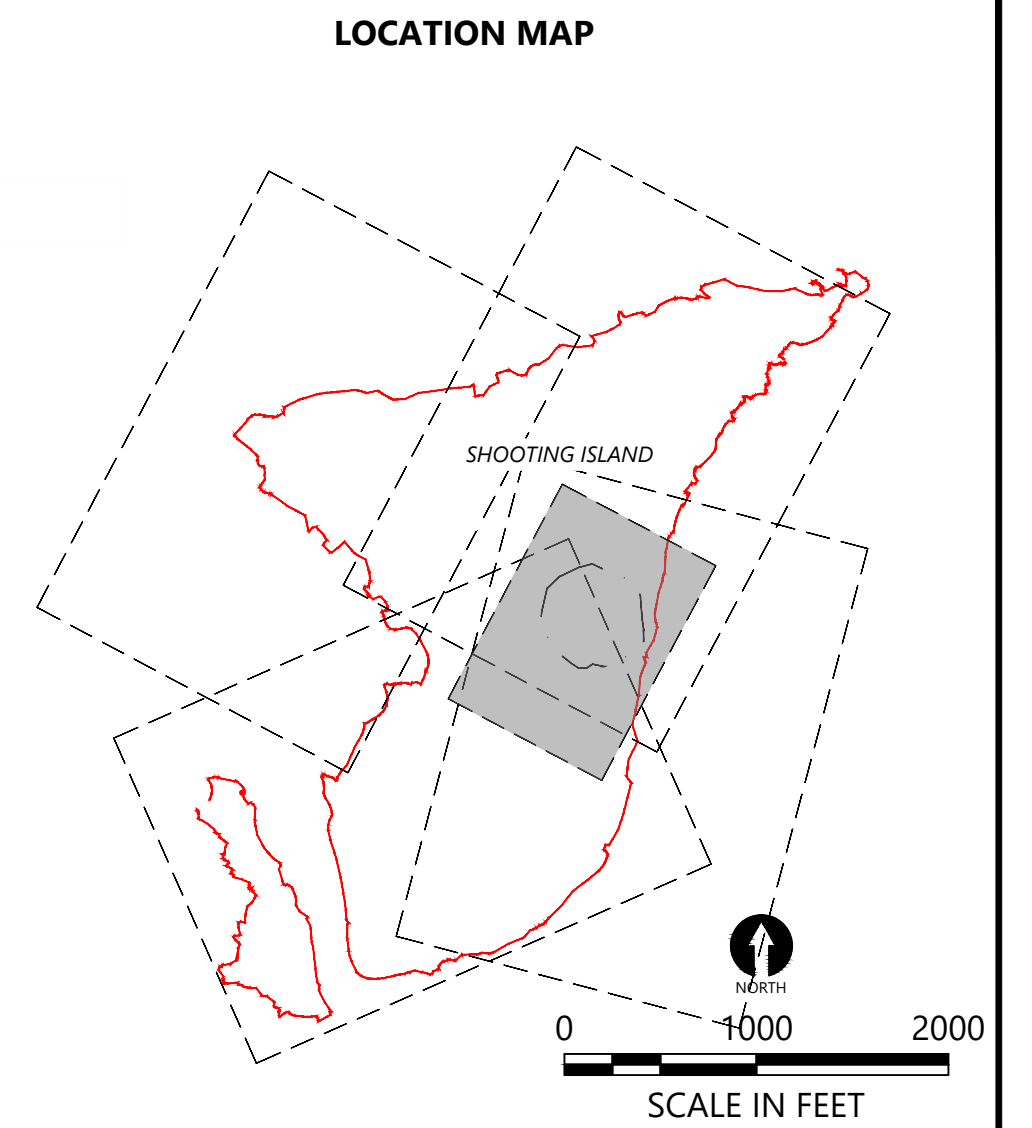 LOCATION MAP
SHOOTING ISLAND
NORTH
0 1000 2000
SCALE IN FEET